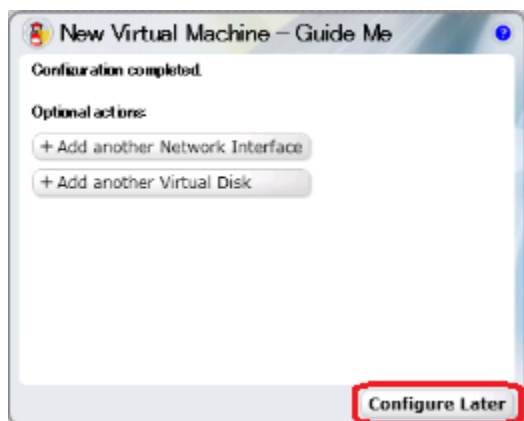 New Virtual Machine – Guide Me
Configuration completed.
Optional actions:
+ Add another Network Interface
+ Add another Virtual Disk
Configure Later